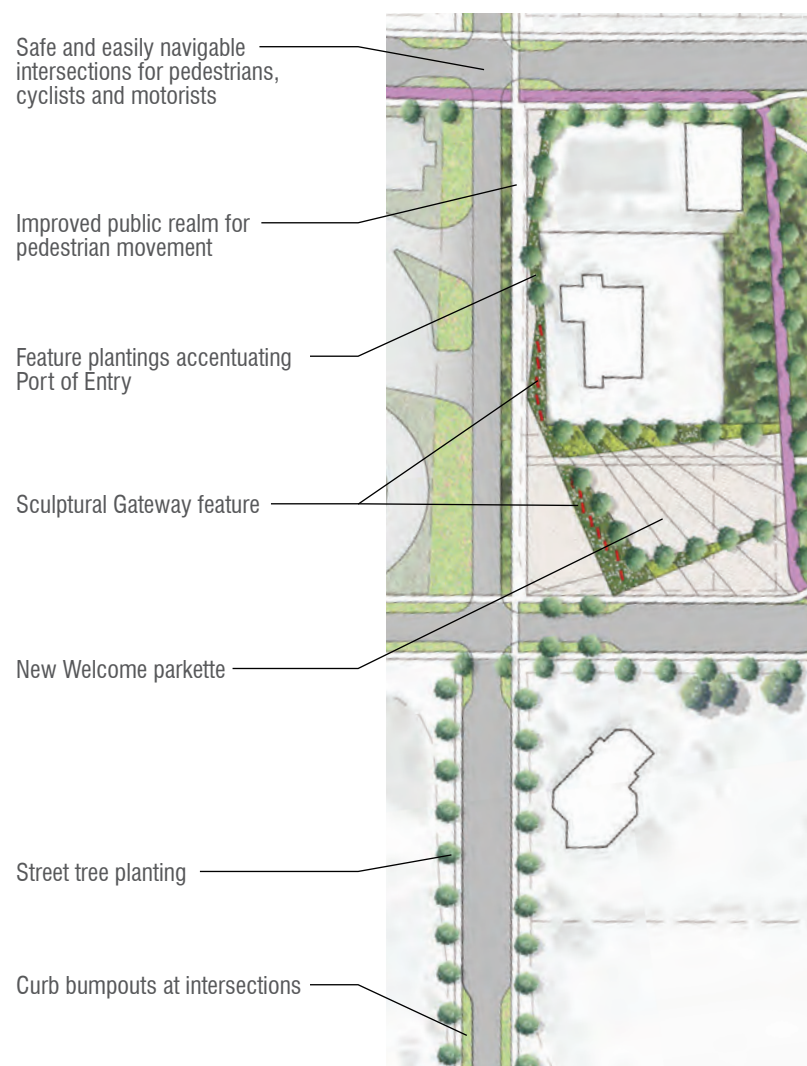 Safe and easily navigable
intersections for pedestrians,
cyclists and motorists
Improved public realm for
pedestrian movement
Feature plantings accentuating
Port of Entry
Sculptural Gateway feature
New Welcome parkette
Street tree planting
Curb bumpouts at intersections